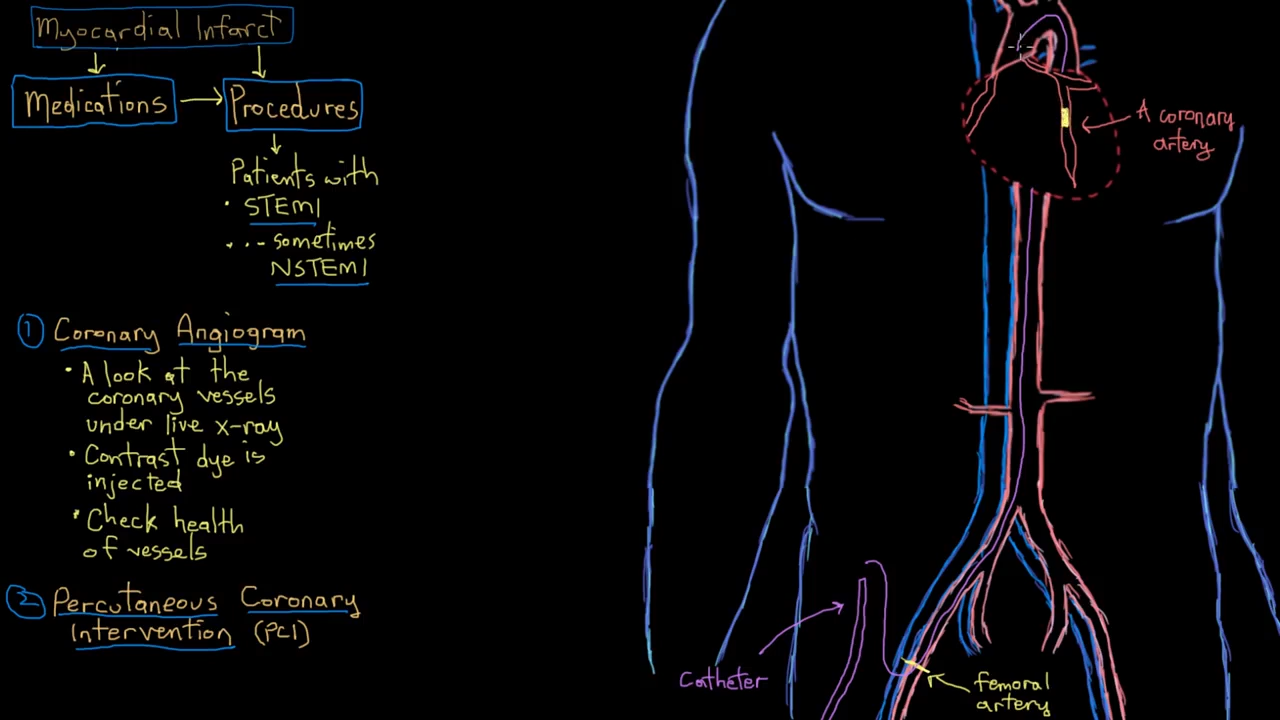 Myocardial Infarct
Medications
Procedures
Patients with
• STEMI
... sometimes
NSTEMI
① Coronary Angiogram
• A look at the
coronary vessels
under live x-ray
• Contrast dye is
injected
• Check health
of vessels
② Percutaneous Coronary
Intervention (PCI)
A coronary
artery
Catheter
femoral
artery